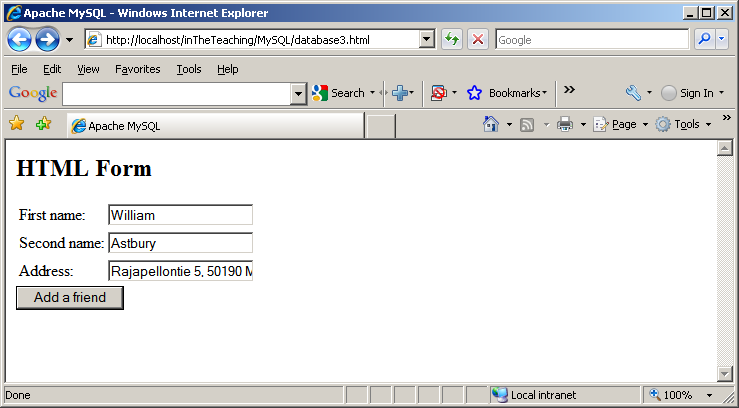 Apache MySQL - Windows Internet Explorer
http://localhost/inTheTeaching/MySQL/database3.html
Google
File Edit View Favorites Tools Help
Google Search Bookmarks Sign In
Apache MySQL Page Tools
HTML Form
First name: William
Second name: Astbury
Address: Rajapellontie 5, 50190 M
Add a friend
Done Local intranet 100%